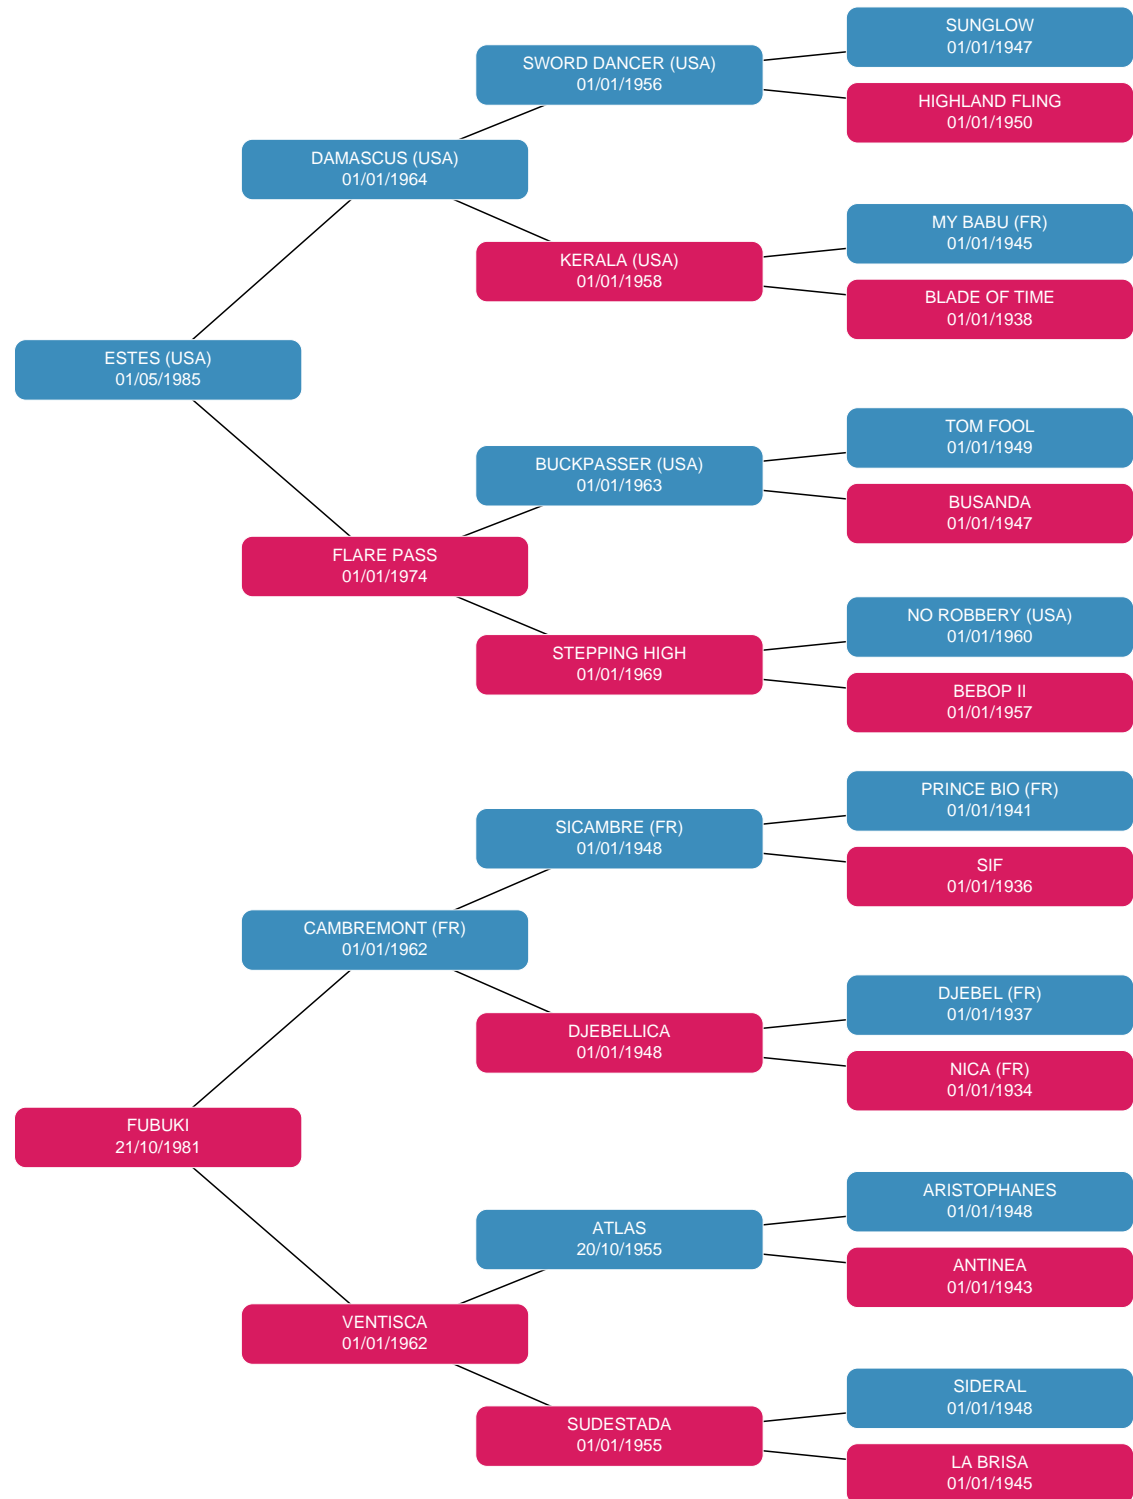 SUNGLOW
01/01/1947
SWORD DANCER (USA)
01/01/1956
HIGHLAND FLING
01/01/1950
DAMASCUS (USA)
01/01/1964
MY BABU (FR)
01/01/1945
KERALA (USA)
01/01/1958
BLADE OF TIME
01/01/1938
ESTES (USA)
01/05/1985
TOM FOOL
01/01/1949
BUCKPASSER (USA)
01/01/1963
BUSANDA
01/01/1947
FLARE PASS
01/01/1974
NO ROBBERY (USA)
01/01/1960
STEPPING HIGH
01/01/1969
BEBOP II
01/01/1957
PRINCE BIO (FR)
01/01/1941
SICAMBRE (FR)
01/01/1948
SIF
01/01/1936
CAMBREMONT (FR)
01/01/1962
DJEBEL (FR)
01/01/1937
DJEBELLICA
01/01/1948
NICA (FR)
01/01/1934
FUBUKI
21/10/1981
ARISTOPHANES
01/01/1948
ATLAS
20/10/1955
ANTINEA
01/01/1943
VENTISCA
01/01/1962
SIDERAL
01/01/1948
SUDESTADA
01/01/1955
LA BRISA
01/01/1945